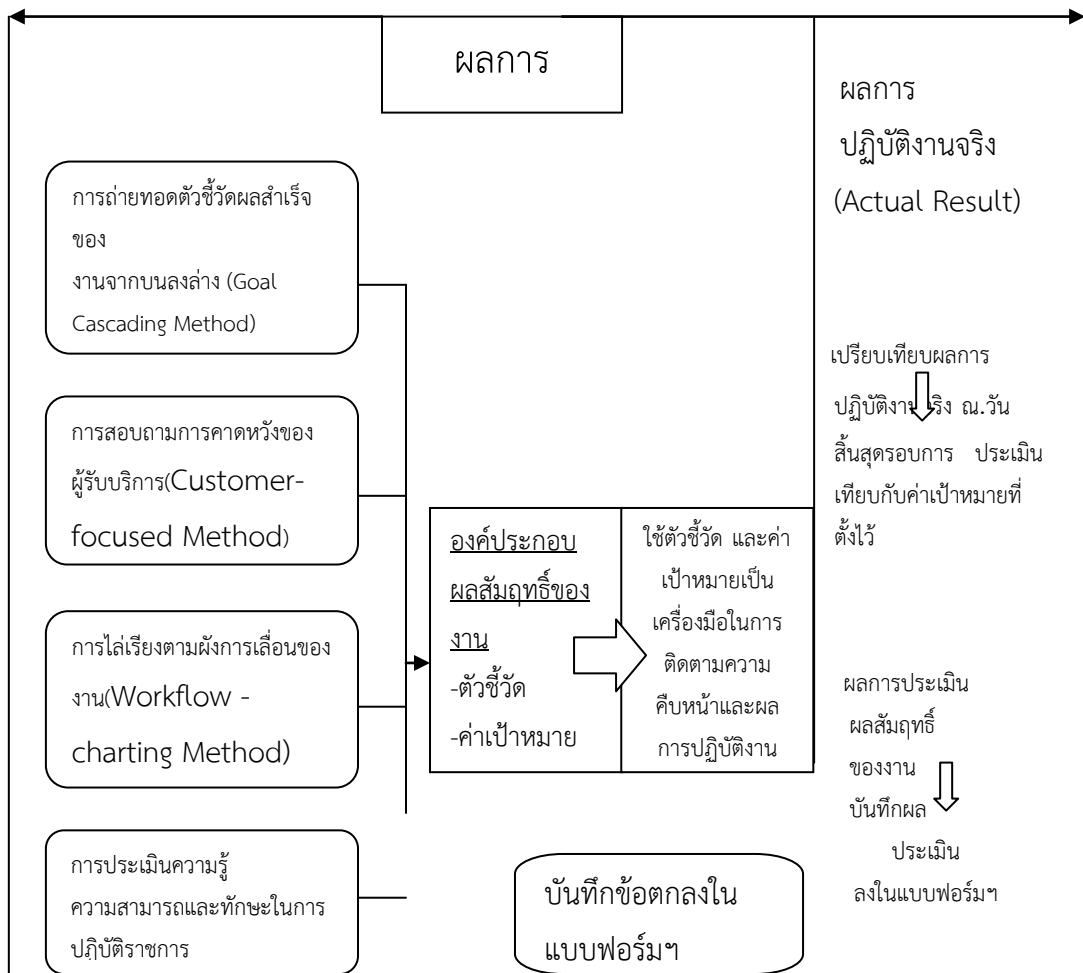 ผลการ
การถ่ายทอดตัวชี้วัดผลสำเร็จ
ของ
งานจากบนลงล่าง (Goal
Cascading Method)
การสอบถามการคาดหวังของ
ผู้รับบริการ(Customer-
focused Method)
การไล่เรียงตามผังการเลื่อนของ
งาน(Workflow -
charting Method)
การประเมินความรู้
ความสามารถและทักษะในการ
ปฏิบัติราชการ
องค์ประกอบ
ผลสัมฤทธิ์ของ
งาน
-ตัวชี้วัด
-ค่าเป้าหมาย
ใช้ตัวชี้วัด และค่า
เป้าหมายเป็น
เครื่องมือในการ
ติดตามความ
คืบหน้าและผล
การปฏิบัติงาน
บันทึกข้อตกลงใน
แบบฟอร์มฯ
ผลการ
ปฏิบัติงานจริง
(Actual Result)
เปรียบเทียบผลการ
ปฏิบัติงานจริง ณ.วัน
สิ้นสุดรอบการ ประเมิน
เทียบกับค่าเป้าหมายที่
ตั้งไว้
ผลการประเมิน
ผลสัมฤทธิ์
ของงาน
บันทึกผล
ประเมิน
ลงในแบบฟอร์มฯ